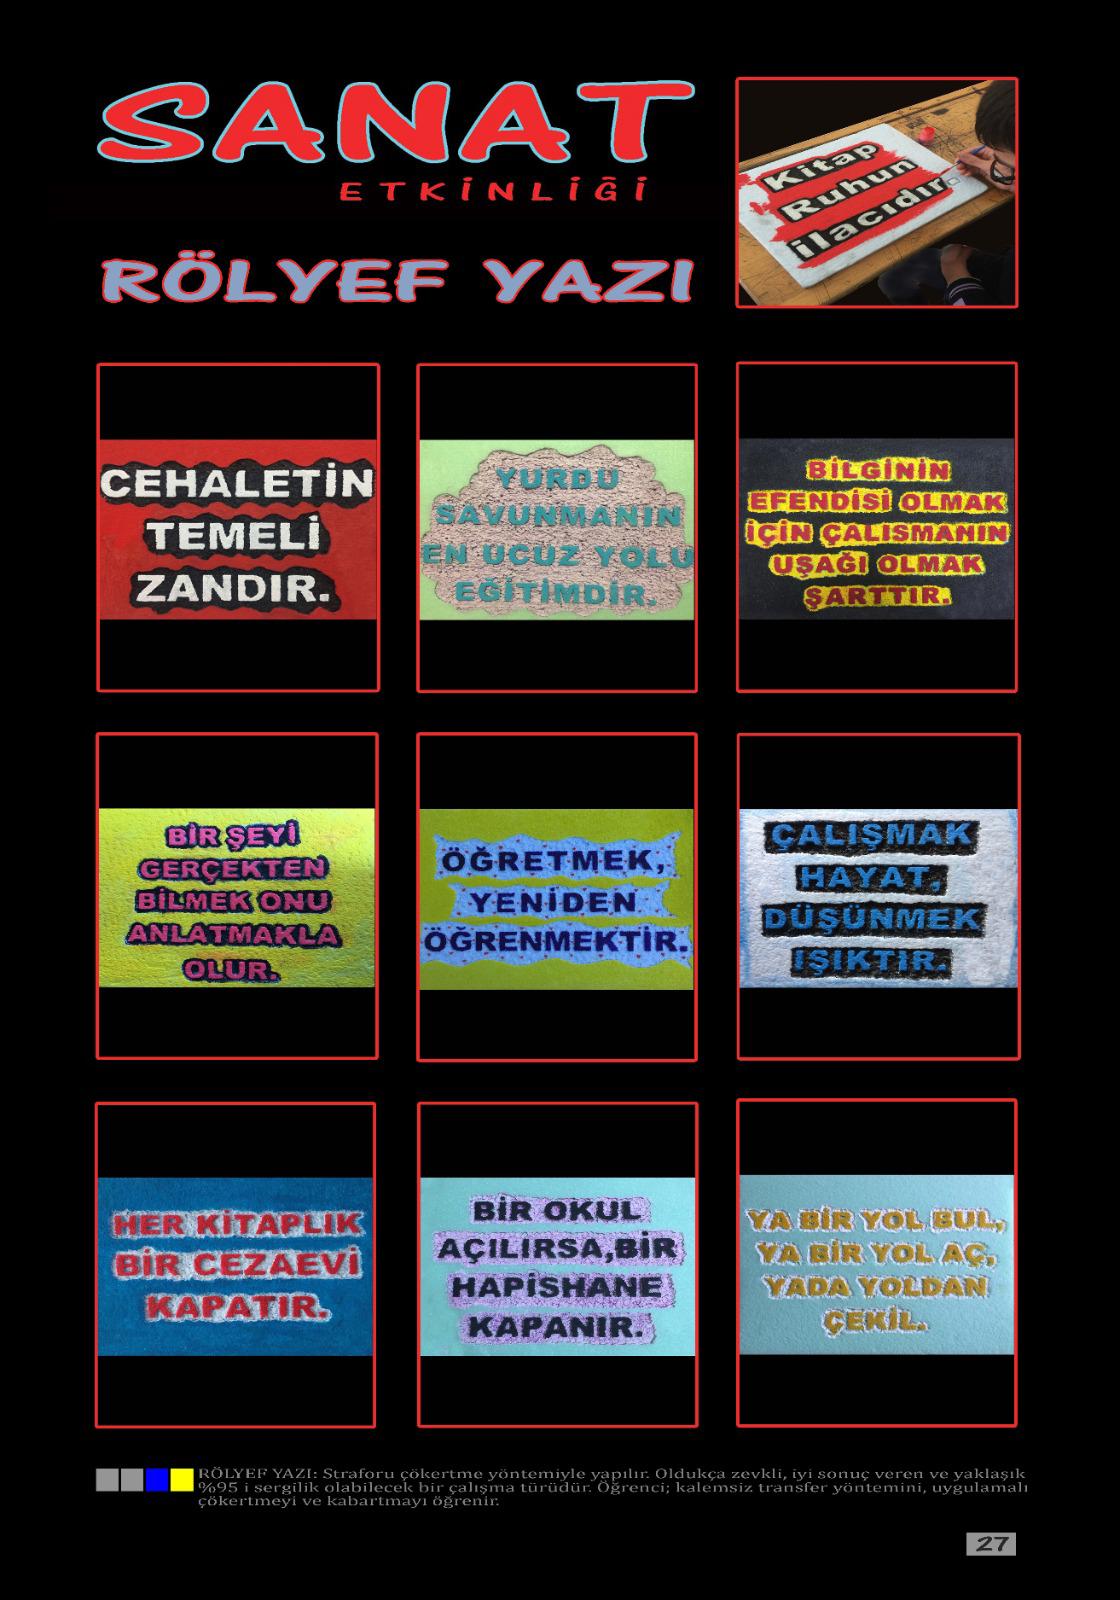 SANAT
ETKİNLİĞİ
RÖLYEF YAZI
Kitap
Ruhun
ilacıdır
CEHALETİN
TEMELİ
ZANDIR.
YURDU
SAVUNMANIN
EN UCUZ YOLU
EĞİTİMDİR.
BİLGİNİN
EFENDİSİ OLMAK
İÇİN ÇALISMANIN
UŞAĞI OLMAK
ŞARTTIR.
BİR ŞEYİ
GERÇEKTEN
BİLMEK ONU
ANLATMAKLA
OLUR.
ÖĞRETMEK,
YENİDEN
ÖĞRENMEKTİR.
ÇALIŞMAK
HAYAT,
DÜŞÜNMEK
IŞIKTIR.
HER KİTAPLIK
BİR CEZAEVİ
KAPATIR.
BİR OKUL
AÇILIRSA,BİR
HAPİSHANE
KAPANIR.
YA BİR YOL BUL,
YA BİR YOL AÇ,
YADA YOLDAN
ÇEKİL.
RÖLYEF YAZI: Straforu çökertme yöntemiyle yapılır. Oldukça zevkli, iyi sonuç veren ve yaklaşık
%95 i sergilik olabilecek bir çalışma türüdür. Öğrenci; kalemsiz transfer yöntemini, uygulamalı
çökertmeyi ve kabartmayı öğrenir.
27